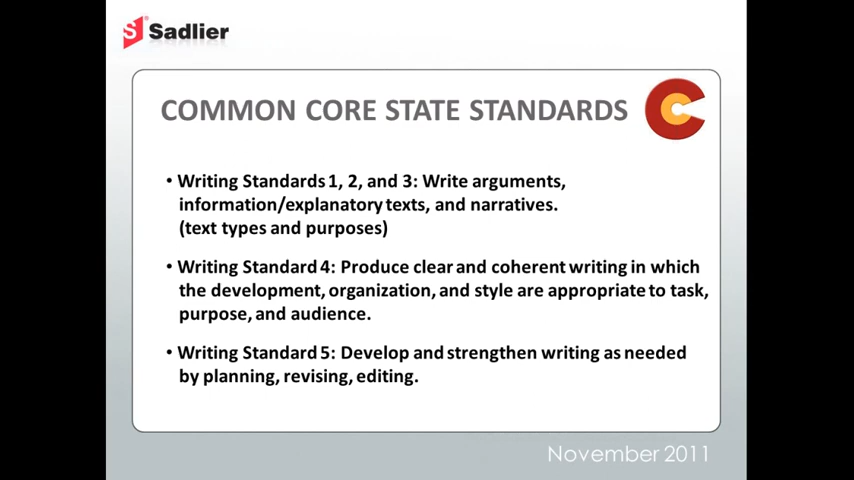 Sadlier
COMMON CORE STATE STANDARDS
• Writing Standards 1, 2, and 3: Write arguments,
information/explanatory texts, and narratives.
(text types and purposes)
• Writing Standard 4: Produce clear and coherent writing in which
the development, organization, and style are appropriate to task,
purpose, and audience.
• Writing Standard 5: Develop and strengthen writing as needed
by planning, revising, editing.
November 2011